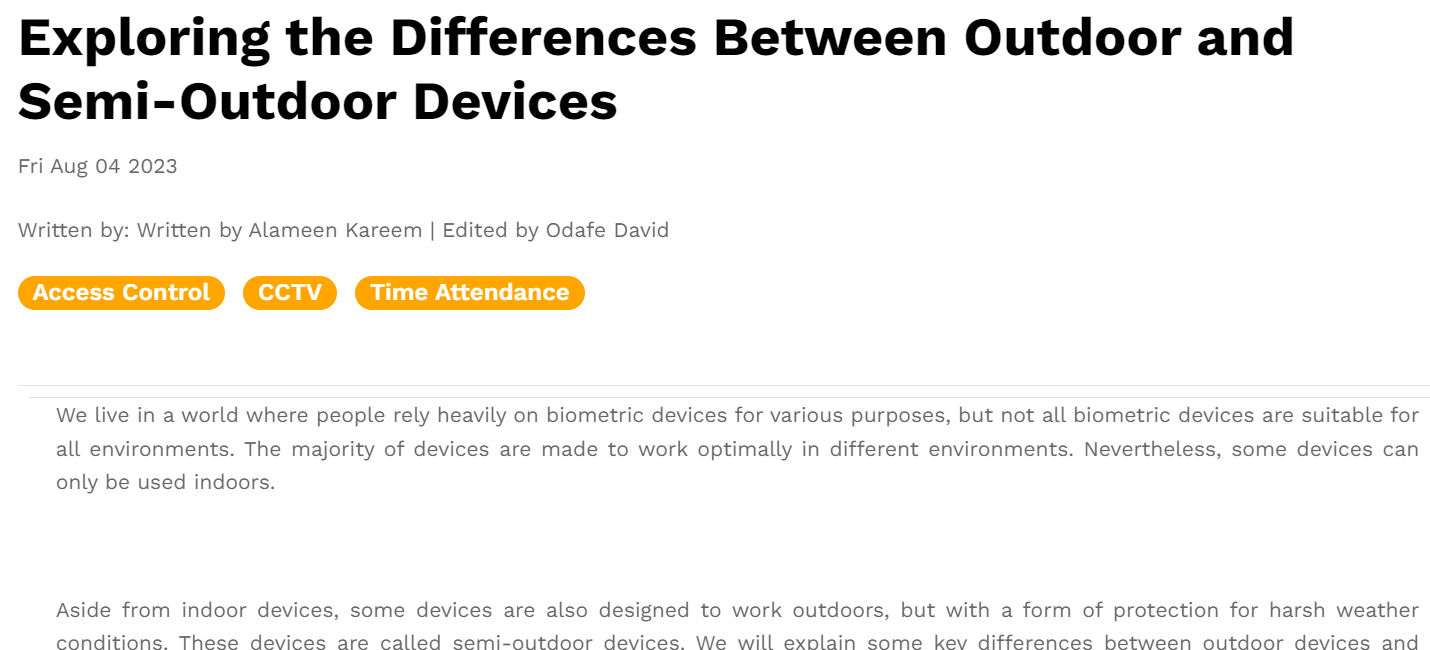 Exploring the Differences Between Outdoor and
Semi-Outdoor Devices
Fri Aug 04 2023
Written by: Written by Alameen Kareem | Edited by Odafe David
Access Control CCTV Time Attendance
We live in a world where people rely heavily on biometric devices for various purposes, but not all biometric devices are suitable for
all environments. The majority of devices are made to work optimally in different environments. Nevertheless, some devices can
only be used indoors.
Aside from indoor devices, some devices are also designed to work outdoors, but with a form of protection for harsh weather
conditions. These devices are called semi-outdoor devices. We will explain some key differences between outdoor devices and